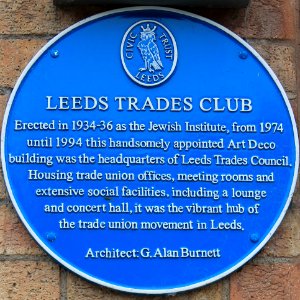 CIVIC TRUST
LEEDS
LEEDS TRADES CLUB
Erected in 1934-36 as the Jewish Institute, from 1974
until 1994 this handsomely appointed Art Deco
building was the headquarters of Leeds Trades Council.
Housing trade union offices, meeting rooms and
extensive social facilities, including a lounge
and concert hall, it was the vibrant hub of
the trade union movement in Leeds.
Architect: G. Alan Burnett